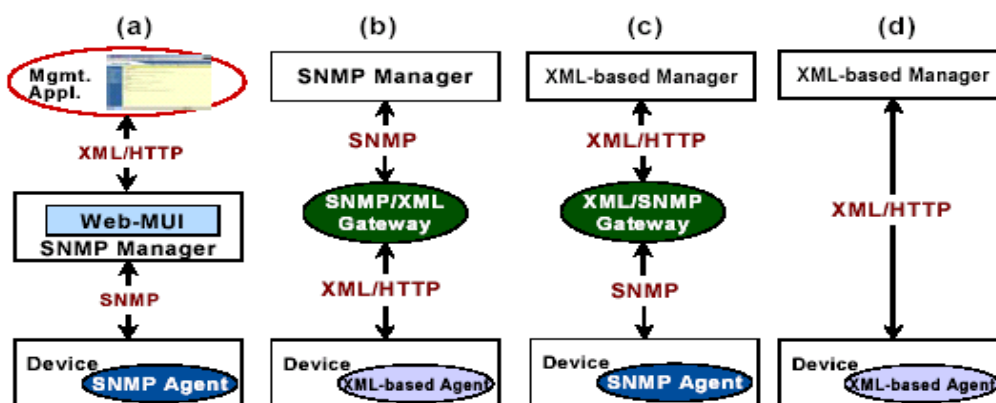 (a)
Mgmt.
Appl.
XML/HTTP
Web-MUI
SNMP Manager
SNMP
Device
SNMP Agent
(b)
SNMP Manager
SNMP
SNMP/XML
Gateway
XML/HTTP
Device
XML-based Agent
(c)
XML-based Manager
XML/HTTP
XML/SNMP
Gateway
SNMP
Device
SNMP Agent
(d)
XML-based Manager
XML/HTTP
Device
XML-based Agent